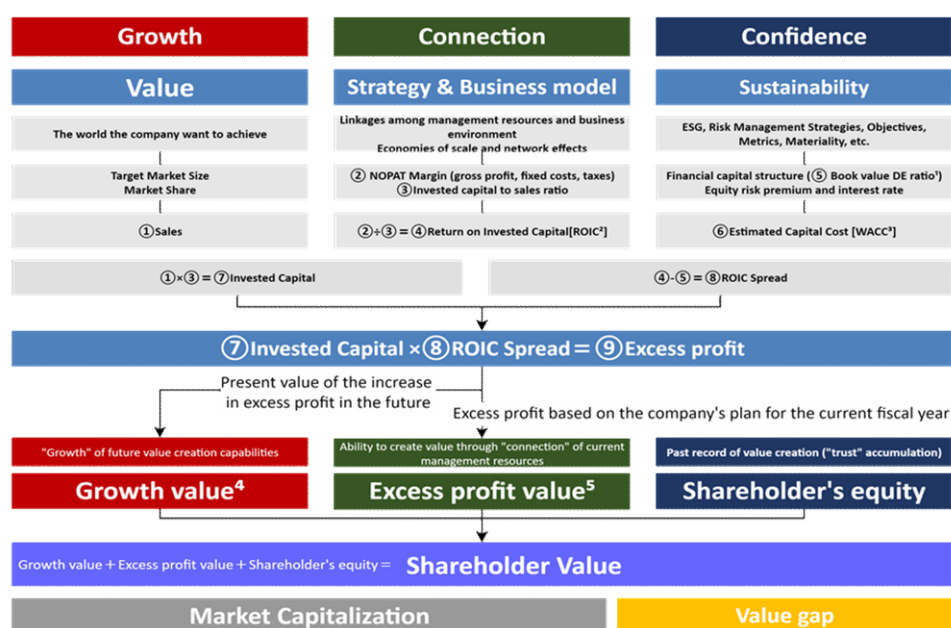 Growth
Connection
Confidence
Value
Strategy & Business model
Sustainability
The world the company want to achieve
Linkages among management resources and business
environment
Economies of scale and network effects
ESG, Risk Management Strategies, Objectives,
Metrics, Materiality, etc.
Target Market Size
Market Share
② NOPAT Margin (gross profit, fixed costs, taxes)
③Invested capital to sales ratio
Financial capital structure (⑤ Book value DE ratio¹)
Equity risk premium and interest rate
①Sales
②÷③ = ④Return on Invested Capital[ROIC²]
⑥Estimated Capital Cost [WACC³]
①×③ = ⑦Invested Capital
④-⑤ = ⑧ROIC Spread
⑦Invested Capital ×⑧ROIC Spread = ⑨Excess profit
Present value of the increase
in excess profit in the future
Excess profit based on the company's plan for the current fiscal year
"Growth" of future value creation capabilities
Ability to create value through "connection" of current
management resources
Past record of value creation ("trust" accumulation)
Growth value⁴
Excess profit value⁵
Shareholder's equity
Growth value+Excess profit value+Shareholder's equity= Shareholder Value
Market Capitalization
Value gap